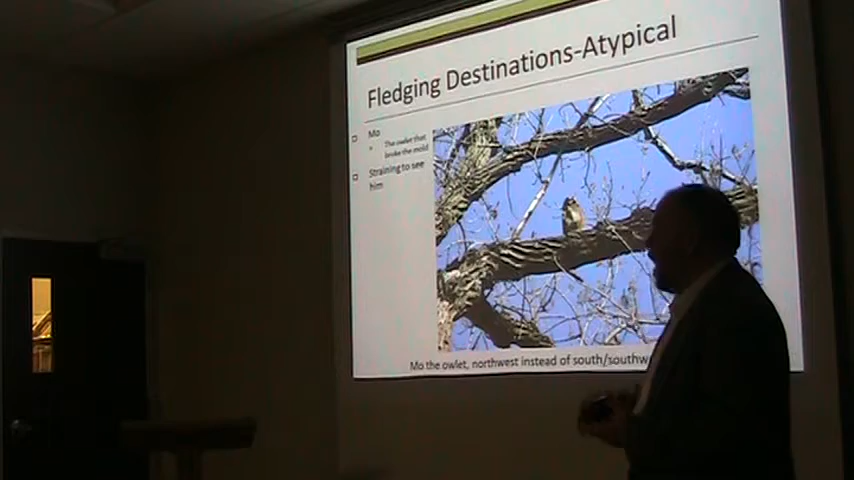 Fledging Destinations-Atypical
Mo
The owlet that
broke the mold
Straining to see
him
Mo the owlet, northwest instead of south/southw